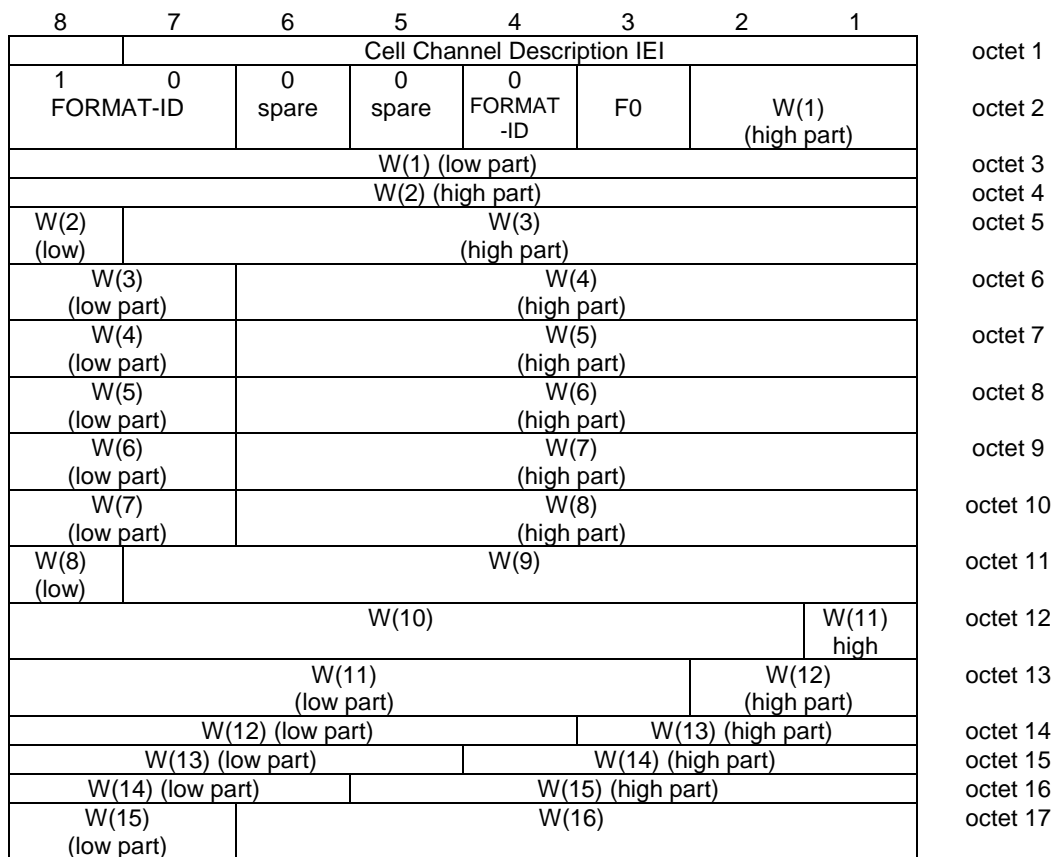 8 7 6 5 4 3 2 1
Cell Channel Description IEI octet 1
1 0 0 0 0
FORMAT-ID spare spare FORMAT F0 W(1) octet 2
-ID (high part)
W(1) (low part) octet 3
W(2) (high part) octet 4
W(2) W(3) octet 5
(low) (high part)
W(3) W(4) octet 6
(low part) (high part)
W(4) W(5) octet 7
(low part) (high part)
W(5) W(6) octet 8
(low part) (high part)
W(6) W(7) octet 9
(low part) (high part)
W(7) W(8) octet 10
(low part) (high part)
W(8) W(9) octet 11
(low)
W(10) W(11) octet 12
high
W(11) W(12) octet 13
(low part) (high part)
W(12) (low part) W(13) (high part) octet 14
W(13) (low part) W(14) (high part) octet 15
W(14) (low part) W(15) (high part) octet 16
W(15) W(16) octet 17
(low part)